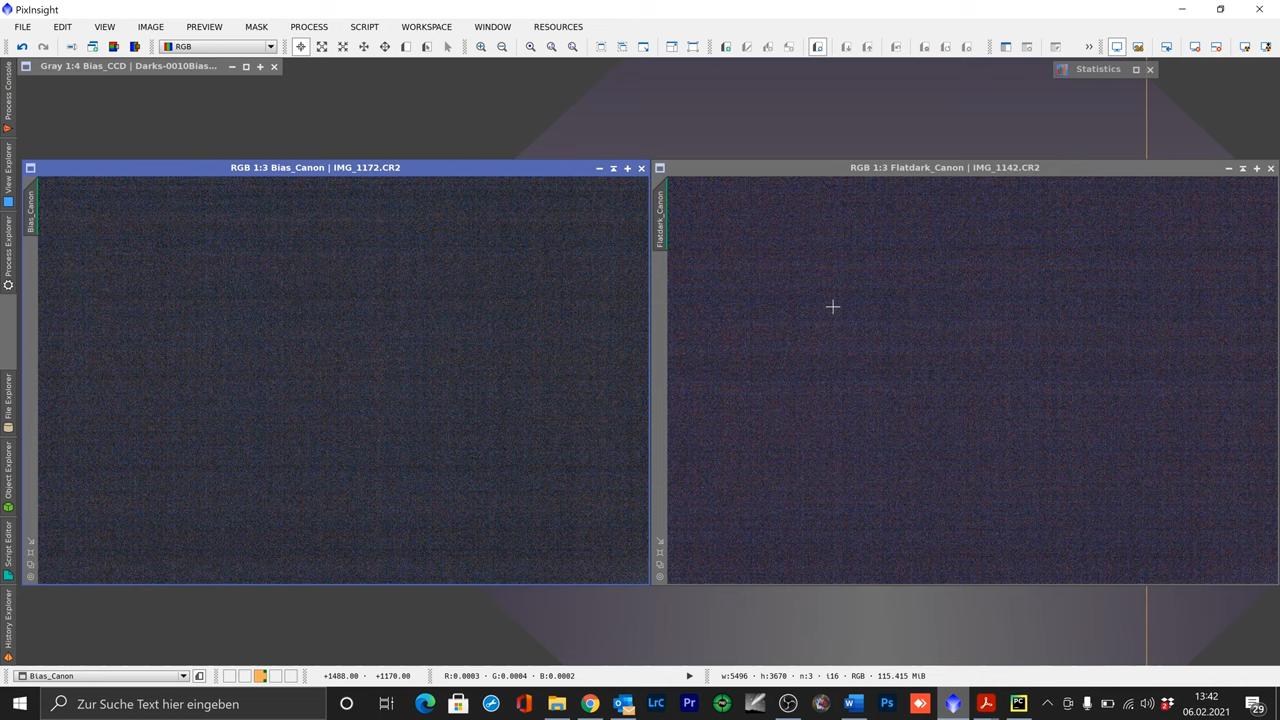 PixInsight
FILE EDIT VIEW IMAGE PREVIEW MASK PROCESS SCRIPT WORKSPACE WINDOW RESOURCES
RGB
Gray 1:4 Bias_CCD | Darks-0010Bias...
Statistics
RGB 1:3 Bias_Canon | IMG_1172.CR2
RGB 1:3 Flatdark_Canon | IMG_1142.CR2
Bias_Canon
Flatdark_Canon
Process Console
View Explorer
Process Explorer
File Explorer
Object Explorer
Script Editor
History Explorer
Bias_Canon
+1488.00 · +1170.00 · R:0.0003 · G:0.0004 · B:0.0002
w:5496 · h:3670 · n:3 · i16 · RGB · 115.415 MiB
Zur Suche Text hier eingeben
LrC
Pr
Ps
PC
13:42
06.02.2021
29